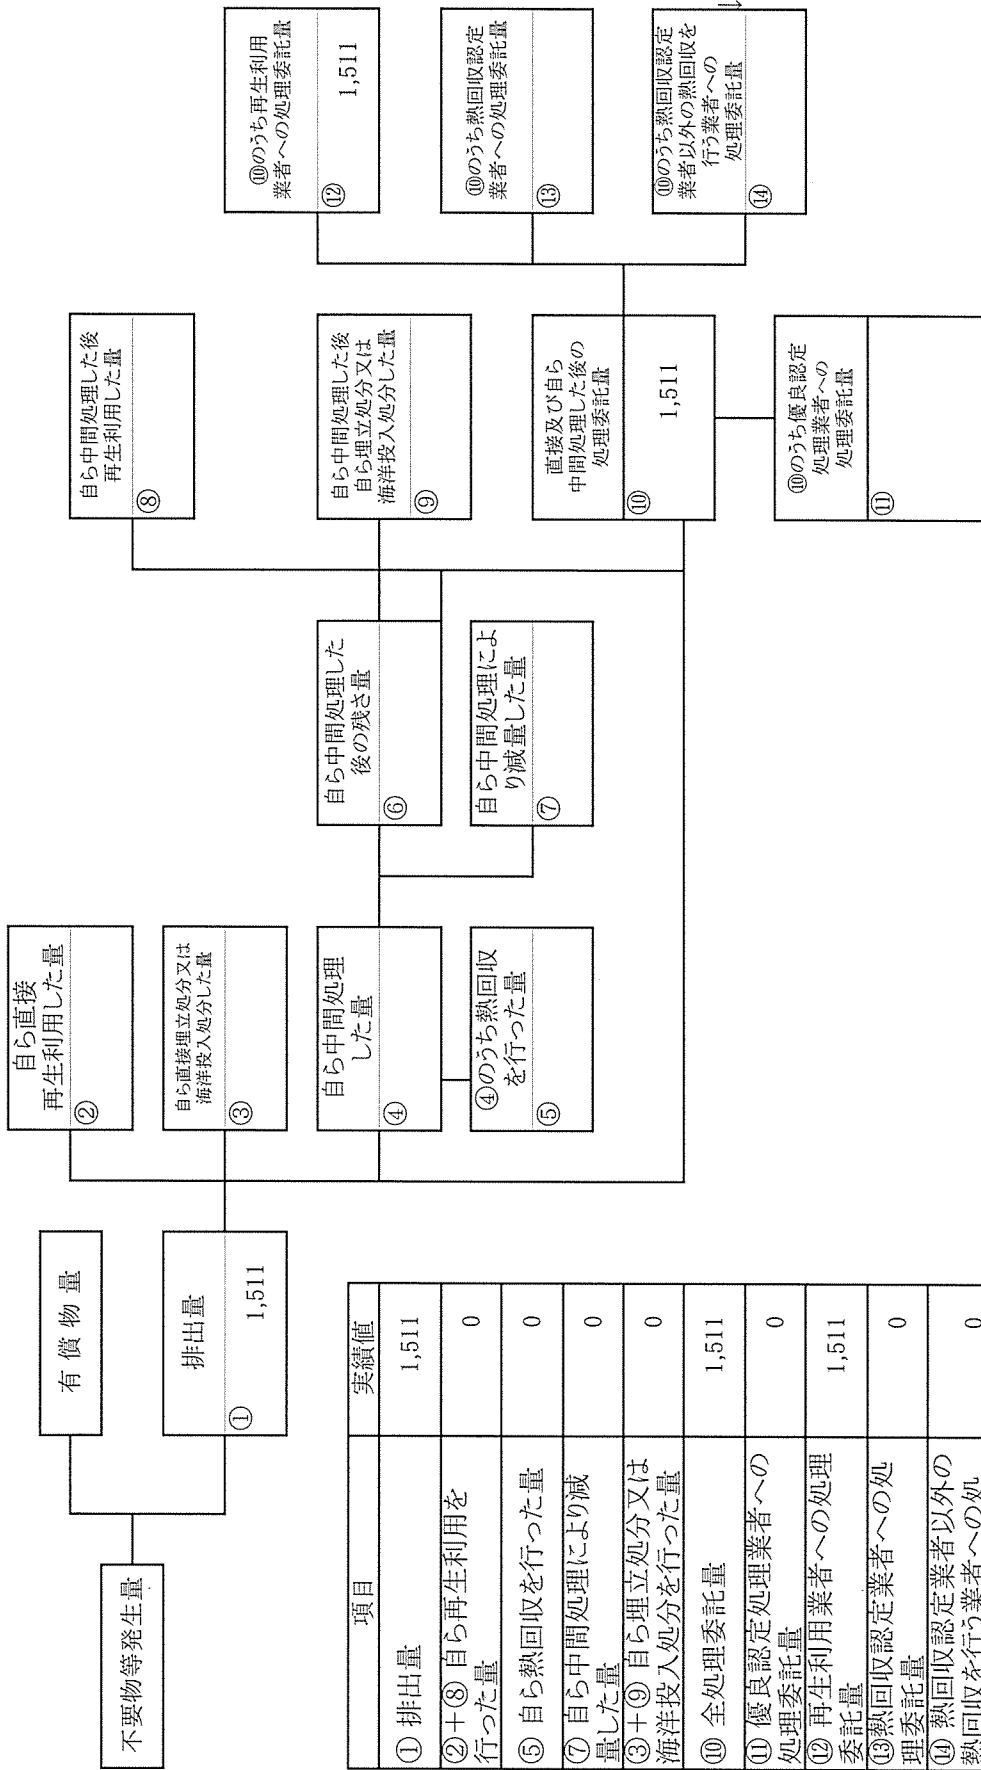 不要物等発生量
有償物量
排出量
①
1,511
自ら直接
再生利用した量
②
自ら直接埋立処分又は
海洋投入処分した量
③
自ら中間処理
した量
④
④のうち熱回収
を行った量
⑤
自ら中間処理した
後の残さ量
⑥
自ら中間処理によ
り減量した量
⑦
自ら中間処理した後
再生利用した量
⑧
自ら中間処理した後
自ら埋立処分又は
海洋投入処分した量
⑨
直接及び自ら
中間処理した後の
処理委託量
⑩
1,511
⑩のうち優良認定
処理業者への
処理委託量
⑪
⑩のうち再生利用
業者への処理委託量
⑫
1,511
⑩のうち熱回収認定
業者への処理委託量
⑬
⑩のうち熱回収認定
業者以外の熱回収を
行う業者への
処理委託量
⑭
項目 実績値
① 排出量 1,511
②+⑧ 自ら再生利用を
行った量 0
⑤ 自ら熱回収を行った量 0
⑦ 自ら中間処理により減
量した量 0
③+⑨ 自ら埋立処分又は
海洋投入処分を行った量 0
⑩ 全処理委託量 1,511
⑪ 優良認定処理業者への
処理委託量 0
⑫ 再生利用業者への処理
委託量 1,511
⑬熱回収認定業者への処
理委託量 0
⑭ 熱回収認定業者以外の
熱回収を行う業者への処 0